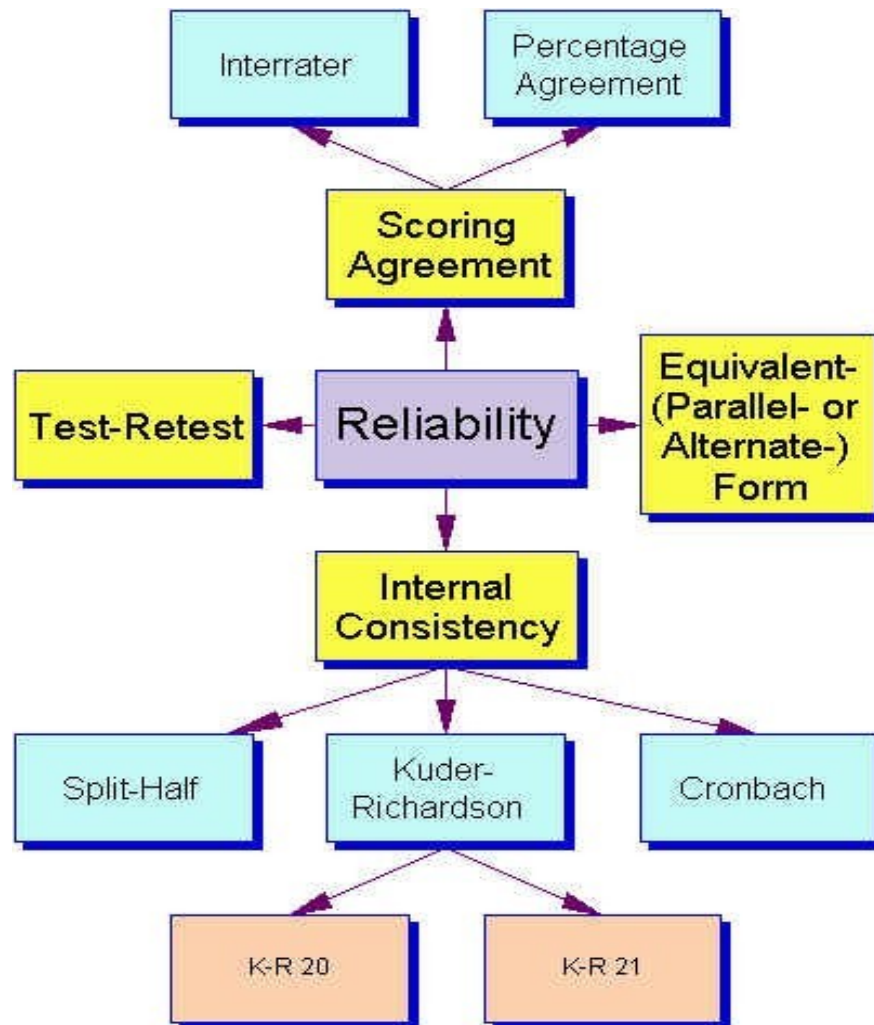 Interrater
Percentage
Agreement
Scoring
Agreement
Test-Retest
Reliability
Equivalent-
(Parallel- or
Alternate-)
Form
Internal
Consistency
Split-Half
Kuder-
Richardson
Cronbach
K-R 20
K-R 21